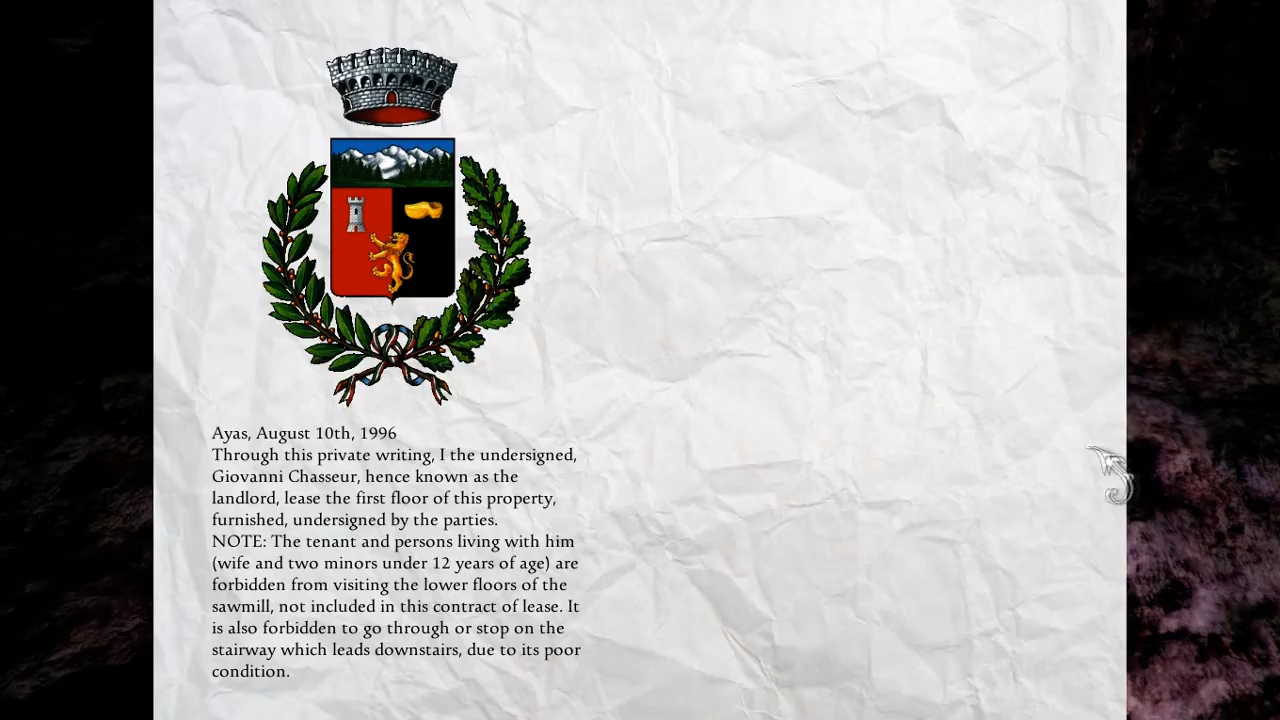 Ayas, August 10th, 1996
Through this private writing, I the undersigned,
Giovanni Chasseur, hence known as the
landlord, lease the first floor of this property,
furnished, undersigned by the parties.
NOTE: The tenant and persons living with him
(wife and two minors under 12 years of age) are
forbidden from visiting the lower floors of the
sawmill, not included in this contract of lease. It
is also forbidden to go through or stop on the
stairway which leads downstairs, due to its poor
condition.